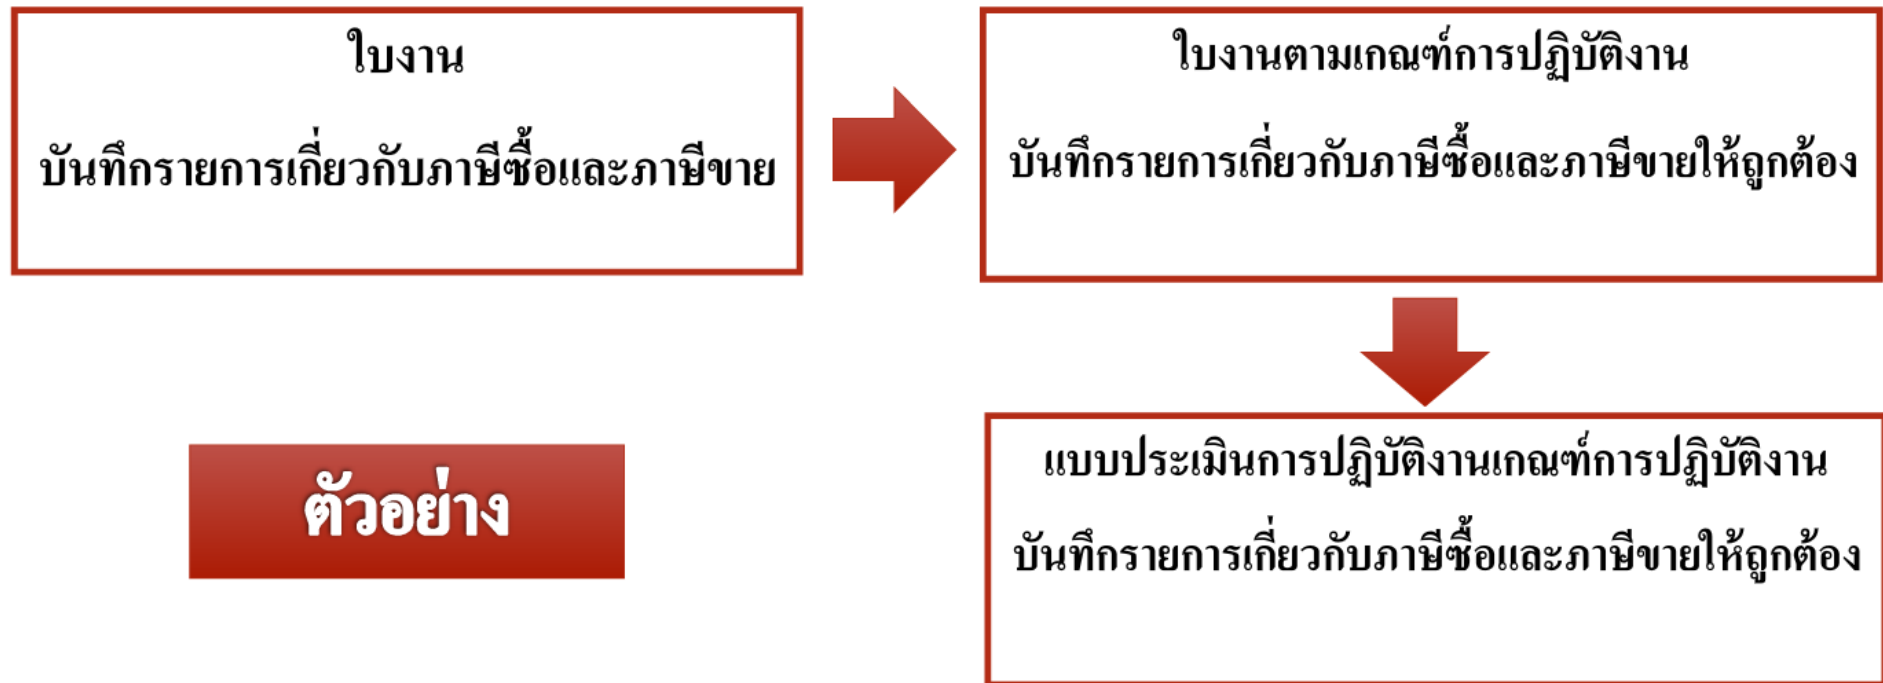 ใบงาน
บันทึกรายการเกี่ยวกับภาษีซื้อและภาษีขาย
ใบงานตามเกณฑ์การปฏิบัติงาน
บันทึกรายการเกี่ยวกับภาษีซื้อและภาษีขายให้ถูกต้อง
ตัวอย่าง
แบบประเมินการปฏิบัติงานเกณฑ์การปฏิบัติงาน
บันทึกรายการเกี่ยวกับภาษีซื้อและภาษีขายให้ถูกต้อง